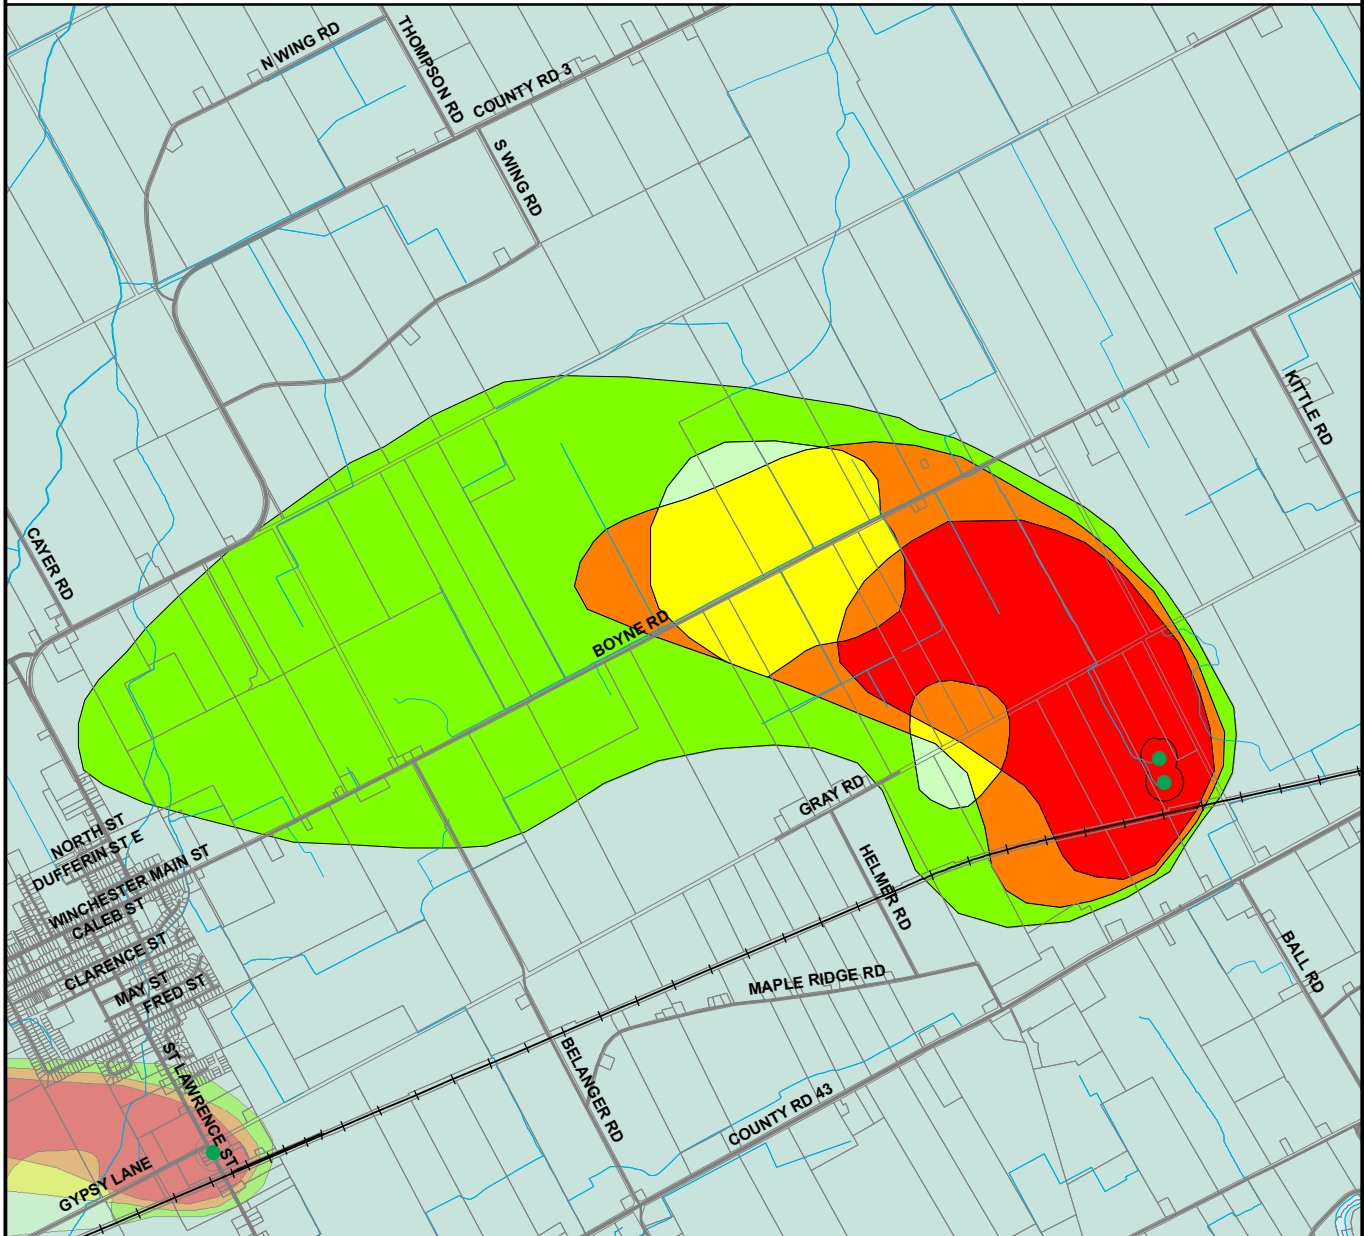 N WING RD
THOMPSON RD
COUNTY RD 3
S WING RD
KITTLE RD
CAYER RD
BOYNE RD
GRAY RD
NORTH ST
DUFFERIN ST E
WINCHESTER MAIN ST
CALEB ST
HELMER RD
CLARENCE ST
BALL RD
MAY ST
FRED ST
MAPLE RIDGE RD
ST LAWRENCE ST
BELANGER RD
COUNTY RD 43
GYPSY LANE